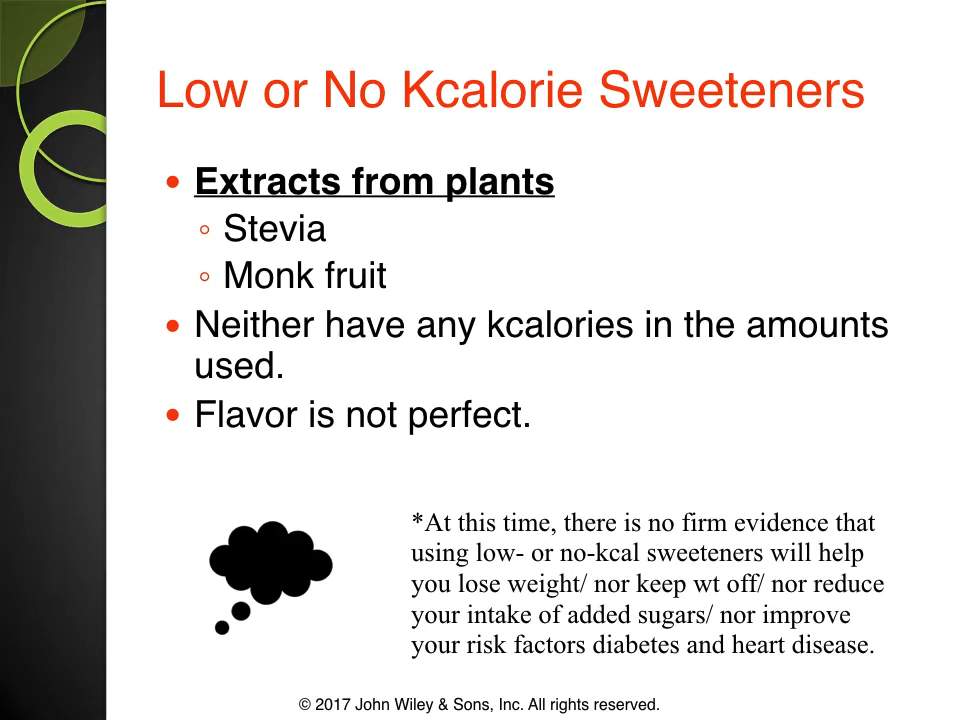 Low or No Kcalorie Sweeteners
• Extracts from plants
◦ Stevia
◦ Monk fruit
• Neither have any kcalories in the amounts
used.
• Flavor is not perfect.
*At this time, there is no firm evidence that
using low- or no-kcal sweeteners will help
you lose weight/ nor keep wt off/ nor reduce
your intake of added sugars/ nor improve
your risk factors diabetes and heart disease.
© 2017 John Wiley & Sons, Inc. All rights reserved.